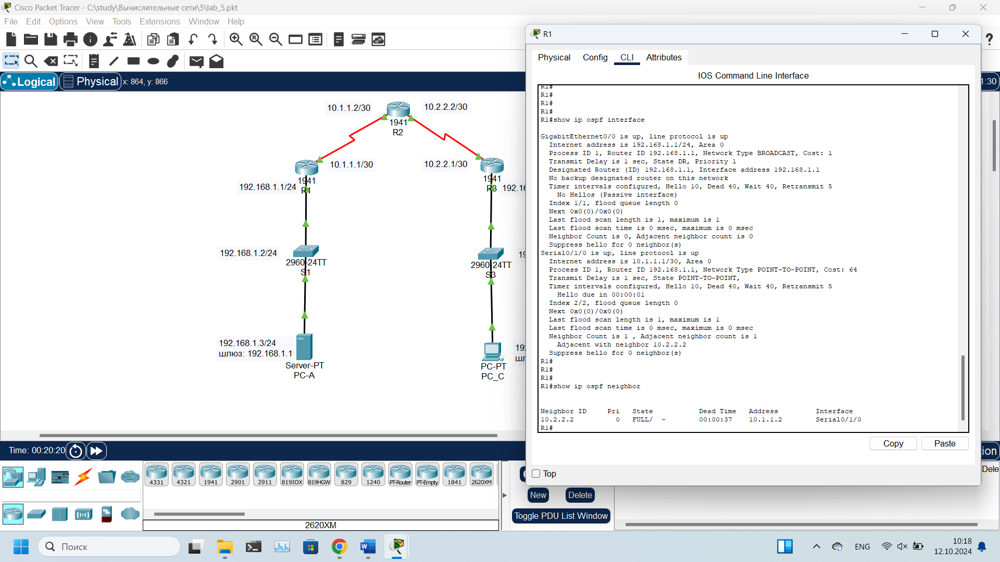 Cisco Packet Tracer - C:\study\Вычислительные сети\5\lab_5.pkt
File Edit Options View Tools Extensions Window Help
Logical Physical x: 864, y: 866
1:30
10.1.1.2/30
10.2.2.2/30
1941
R2
10.1.1.1/30
10.2.2.1/30
1941
R1
192.168.1.1/24
1941
R3
192.168.1.2/24
2960-24TT
S1
2960-24TT
S3
192.168.1.3/24
шлюз: 192.168.1.1
Server-PT
PC-A
PC-PT
PC_C
R1
Physical Config CLI Attributes
IOS Command Line Interface
R1#
R1#
R1#
R1#
R1#show ip ospf interface
GigabitEthernet0/0 is up, line protocol is up
Internet address is 192.168.1.1/24, Area 0
Process ID 1, Router ID 192.168.1.1, Network Type BROADCAST, Cost: 1
Transmit Delay is 1 sec, State DR, Priority 1
Designated Router (ID) 192.168.1.1, Interface address 192.168.1.1
No backup designated router on this network
Timer intervals configured, Hello 10, Dead 40, Wait 40, Retransmit 5
No Hellos (Passive interface)
Index 1/1, flood queue length 0
Next 0x0(0)/0x0(0)
Last flood scan length is 1, maximum is 1
Last flood scan time is 0 msec, maximum is 0 msec
Neighbor Count is 0, Adjacent neighbor count is 0
Suppress hello for 0 neighbor(s)
Serial0/1/0 is up, line protocol is up
Internet address is 10.1.1.1/30, Area 0
Process ID 1, Router ID 192.168.1.1, Network Type POINT-TO-POINT, Cost: 64
Transmit Delay is 1 sec, State POINT-TO-POINT,
Timer intervals configured, Hello 10, Dead 40, Wait 40, Retransmit 5
Hello due in 00:00:01
Index 2/2, flood queue length 0
Next 0x0(0)/0x0(0)
Last flood scan length is 1, maximum is 1
Last flood scan time is 0 msec, maximum is 0 msec
Neighbor Count is 1 , Adjacent neighbor count is 1
Adjacent with neighbor 10.2.2.2
Suppress hello for 0 neighbor(s)
R1#
R1#
R1#
R1#show ip ospf neighbor
Neighbor ID Pri State Dead Time Address Interface
10.2.2.2 0 FULL/ - 00:00:37 10.1.1.2 Serial0/1/0
R1#
Copy Paste
Top
Time: 00:20:20
4331 4321 1941 2901 2911 819IOX 819HGW 829 1240 PT-Router PT-Empty 1841 2620XM
2620XM
New Delete
Toggle PDU List Window
Поиск
ENG
10:18
12.10.2024